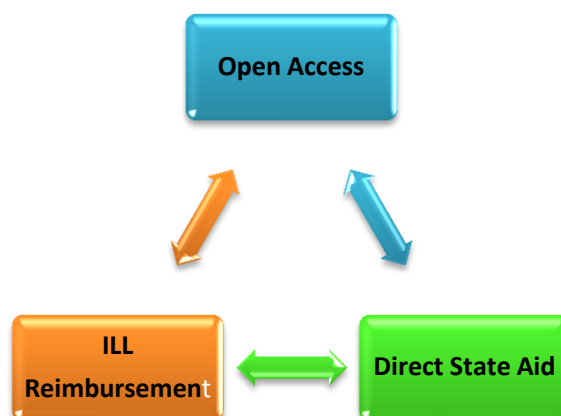 Open Access
ILL
Reimbursement
Direct State Aid